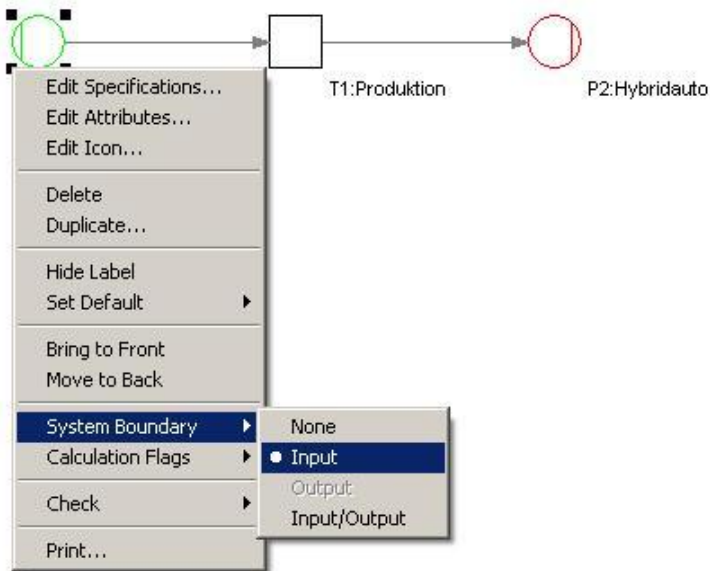 T1:Produktion
P2:Hybridauto
Edit Specifications...
Edit Attributes...
Edit Icon...
Delete
Duplicate...
Hide Label
Set Default
Bring to Front
Move to Back
System Boundary
Calculation Flags
Check
Print...
None
Input
Output
Input/Output